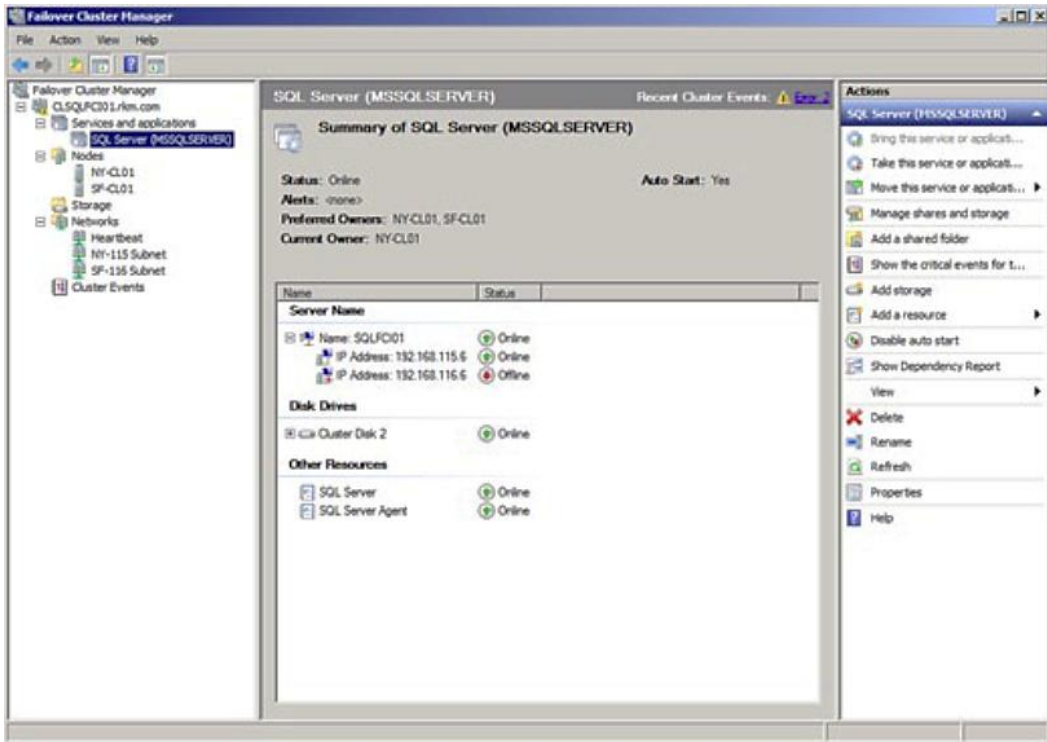 Failover Cluster Manager
File Action View Help
Failover Cluster Manager
CLSQLFCI01.rkm.com
Services and applications
SQL Server (MSSQLSERVER)
Nodes
NY-CL01
SF-CL01
Storage
Networks
Heartbeat
NY-115 Subnet
SF-116 Subnet
Cluster Events
SQL Server (MSSQLSERVER)
Recent Cluster Events:
Summary of SQL Server (MSSQLSERVER)
Status: Online
Auto Start: Yes
Alerts: <none>
Preferred Owners: NY-CL01, SF-CL01
Current Owner: NY-CL01
Name Status
Server Name
Name: SQLFCI01 Online
IP Address: 192.168.115.6 Online
IP Address: 192.168.116.6 Offline
Disk Drives
Cluster Disk 2 Online
Other Resources
SQL Server Online
SQL Server Agent Online
Actions
SQL Server (MSSQLSERVER)
Bring this service or applicati...
Take this service or applicati...
Move this service or applicati...
Manage shares and storage
Add a shared folder
Show the critical events for t...
Add storage
Add a resource
Disable auto start
Show Dependency Report
View
Delete
Rename
Refresh
Properties
Help